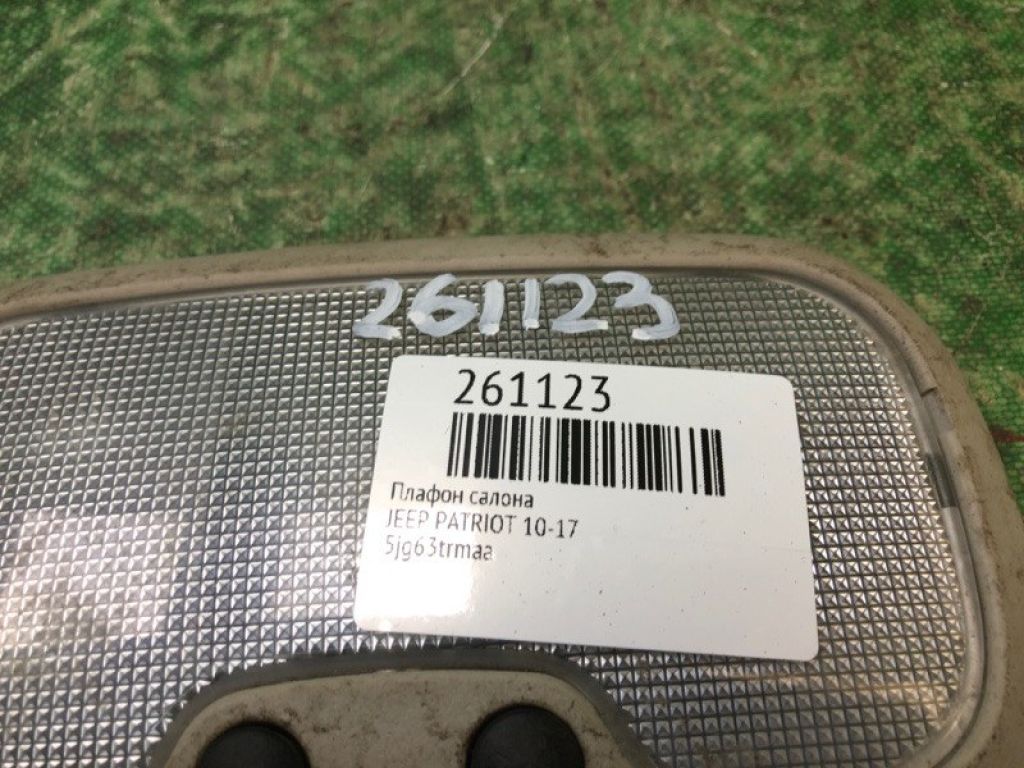 261123
261123
Плафон салона
JEEP PATRIOT 10-17
5jg63trmaa